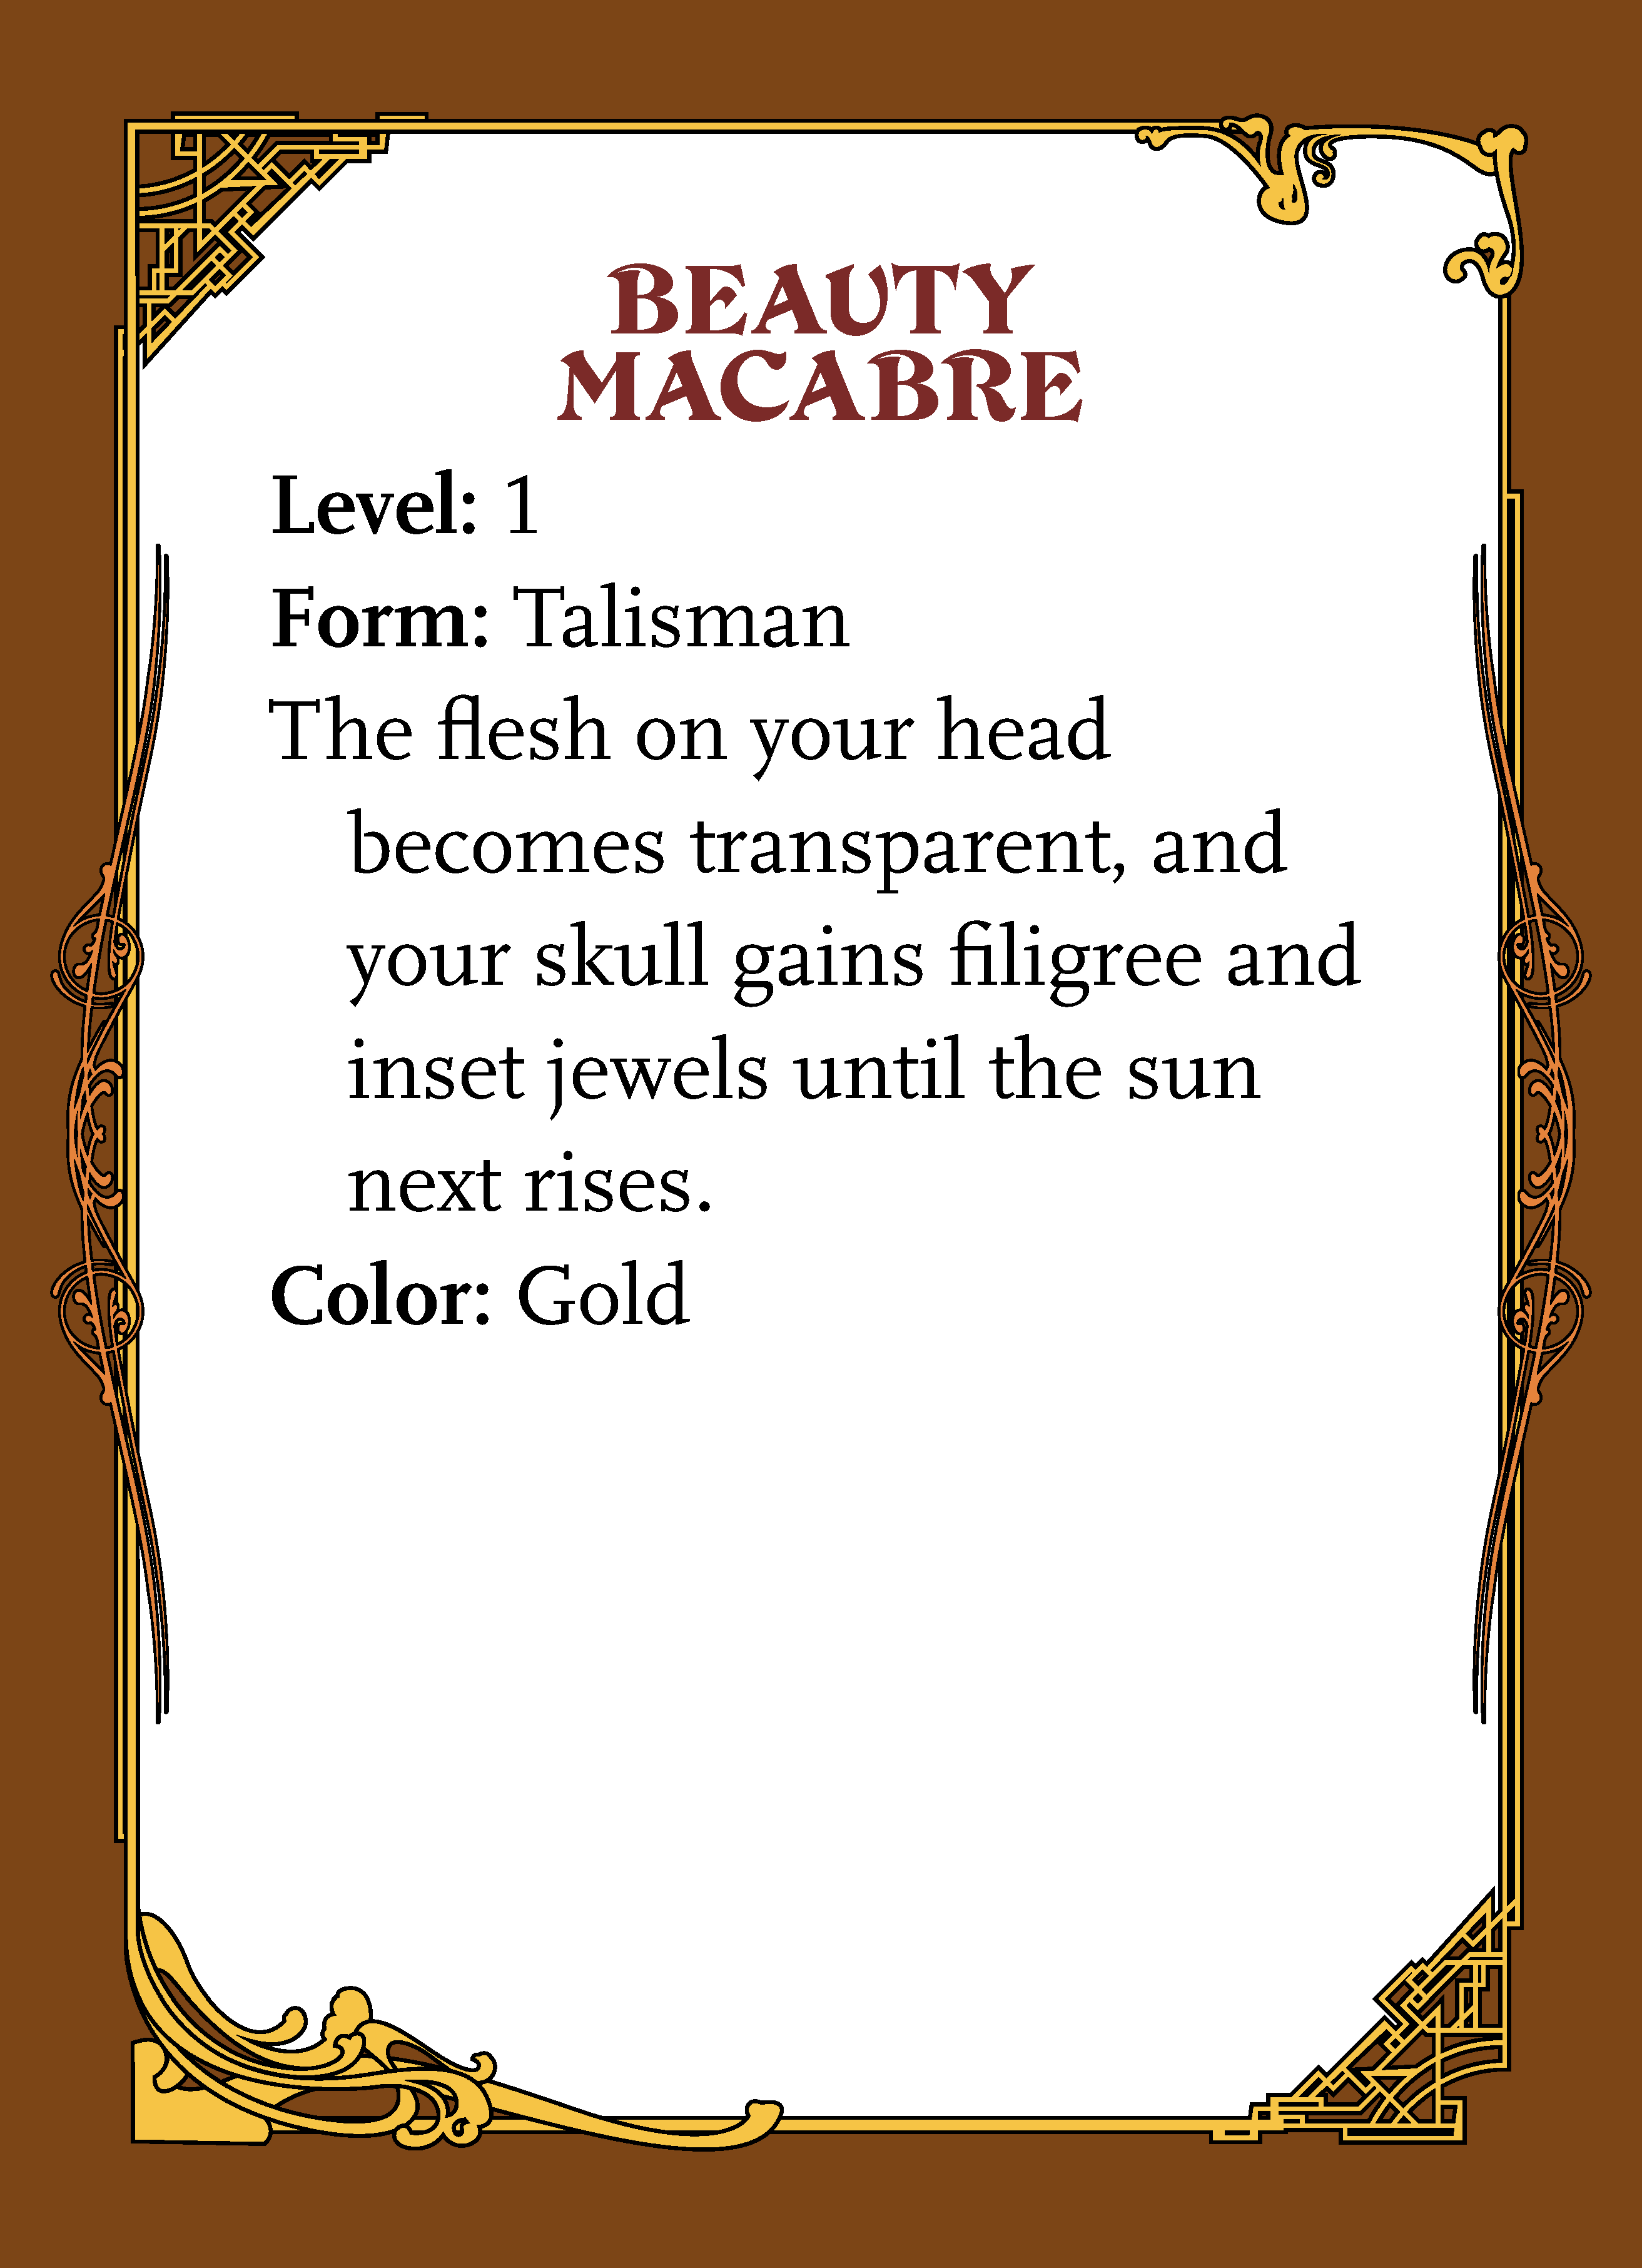 BEAUTY
MACABRE
Level: 1
Form: Talisman
The flesh on your head
becomes transparent, and
your skull gains filigree and
inset jewels until the sun
next rises.
Color: Gold